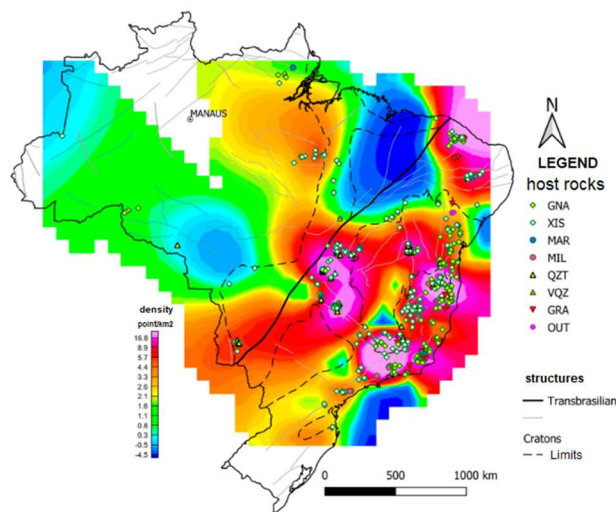 MANAUS
N
LEGEND
host rocks
GNA
XIS
MAR
MIL
QZT
VQZ
GRA
OUT
structures
Transbrasilian
Cratons
Limits
density
point/km2
16.8
9.9
5.7
4.4
3.3
2.6
2.1
1.6
1.1
0.8
0.3
-0.5
-4.5
0 500 1000 km